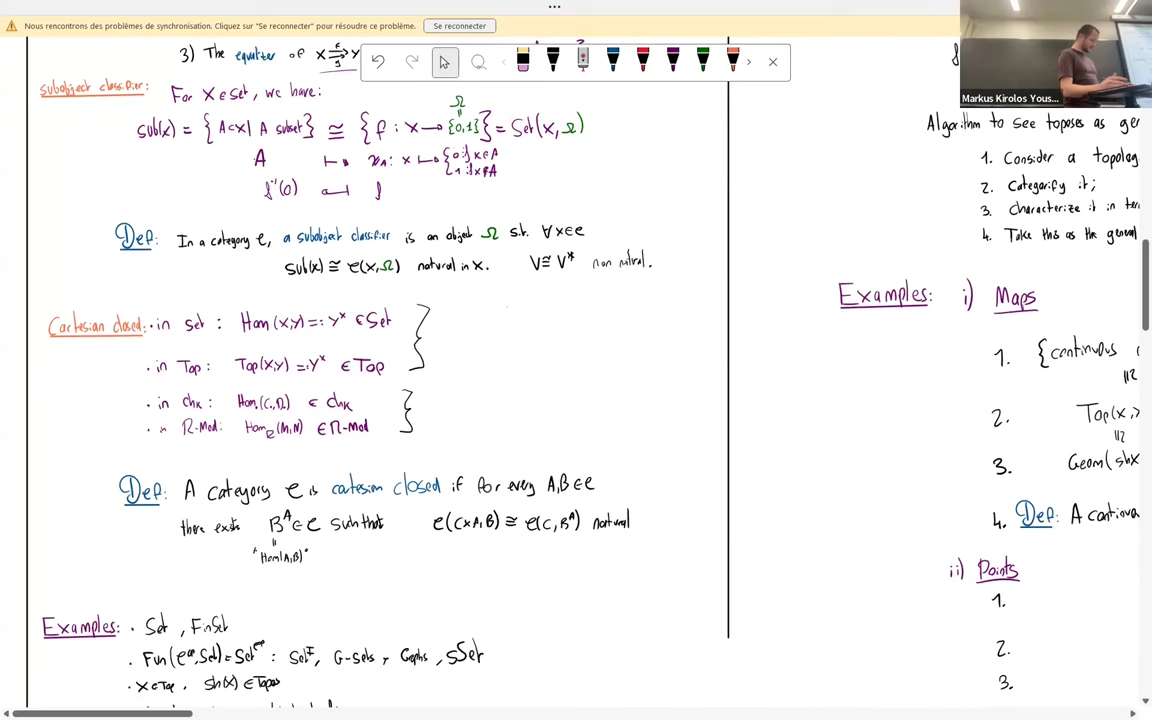 Nous rencontrons des problèmes de synchronisation. Cliquez sur "Se reconnecter" pour résoudre ce problème.
Se reconnecter
Markus Kirolos Yous...
3) The equalizer of X ⇉ Y
subobject classifier: For X ∈ Set, we have:
Ω
sub(X) = {A⊂X | A subset} ≅ {f : X → {0,1}} = Set(X, Ω)
A ↦ χ_A : x ↦ {0 if x∈A
1 if x∉A
f⁻¹(0) ↤ f
Def: In a category e, a subobject classifier is an object Ω s.t. ∀x∈e
sub(x) ≅ e(x, Ω) natural in x. V ≅ V* non natural.
Cartesian closed: · in Set : Hom(X,Y) =: Y^X ∈ Set
· in Top: Top(X,Y) =: Y^X ∈ Top
· in Ch_K: Hom(C., D.) ∈ Ch_K
· in R-Mod: Hom_R(M,N) ∈ R-Mod
Def: A category e is cartesian closed if for every A,B ∈ e
there exists B^A ∈ e such that e(C×A, B) ≅ e(C, B^A) natural
"Hom(A,B)"
Examples: · Set , FinSet
· Fun(e^op, Set) = Set^e^op : Set^I, G-Sets, Graphs, sSet
· X ∈ Top , Sh(X) ∈ Topos
Algorithm to see toposes as ge
1. Consider a topolog
2. Categorify it;
3. Characterize it in ter
4. Take this as the general
Examples: i) Maps
1. {continuous
2. Top(X,
3. Geom(Sh X
4. Def: A continuo
ii) Points
1.
2.
3.